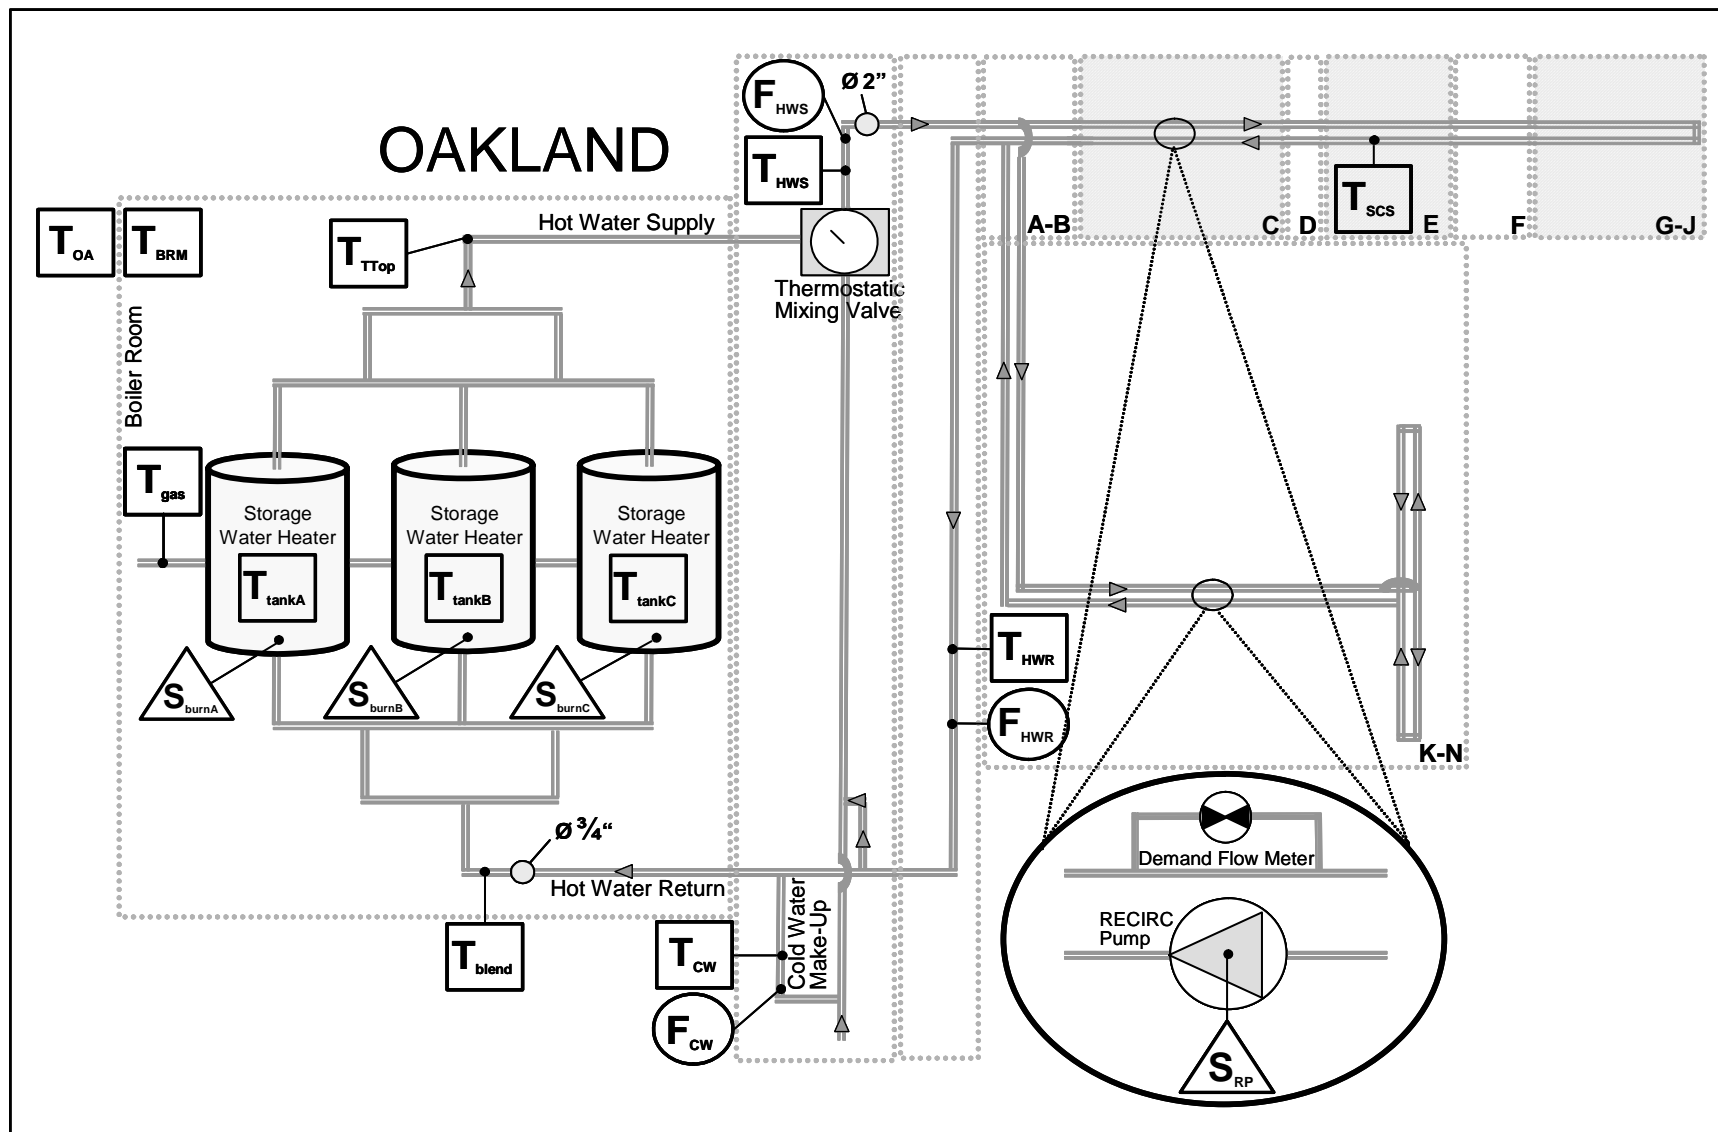 OAKLAND
F HWS
Ø 2”
T HWS
T OA
T BRM
T TTop
Hot Water Supply
Thermostatic
Mixing Valve
A-B
C
D
T SCS
E
F
G-J
Boiler Room
T gas
Storage
Water Heater
T tankA
Storage
Water Heater
T tankB
Storage
Water Heater
T tankC
S burnA
S burnB
S burnC
T HWR
F HWR
K-N
Ø ¾“
Hot Water Return
T blend
T CW
F CW
Cold Water
Make-Up
Demand Flow Meter
RECIRC
Pump
S RP